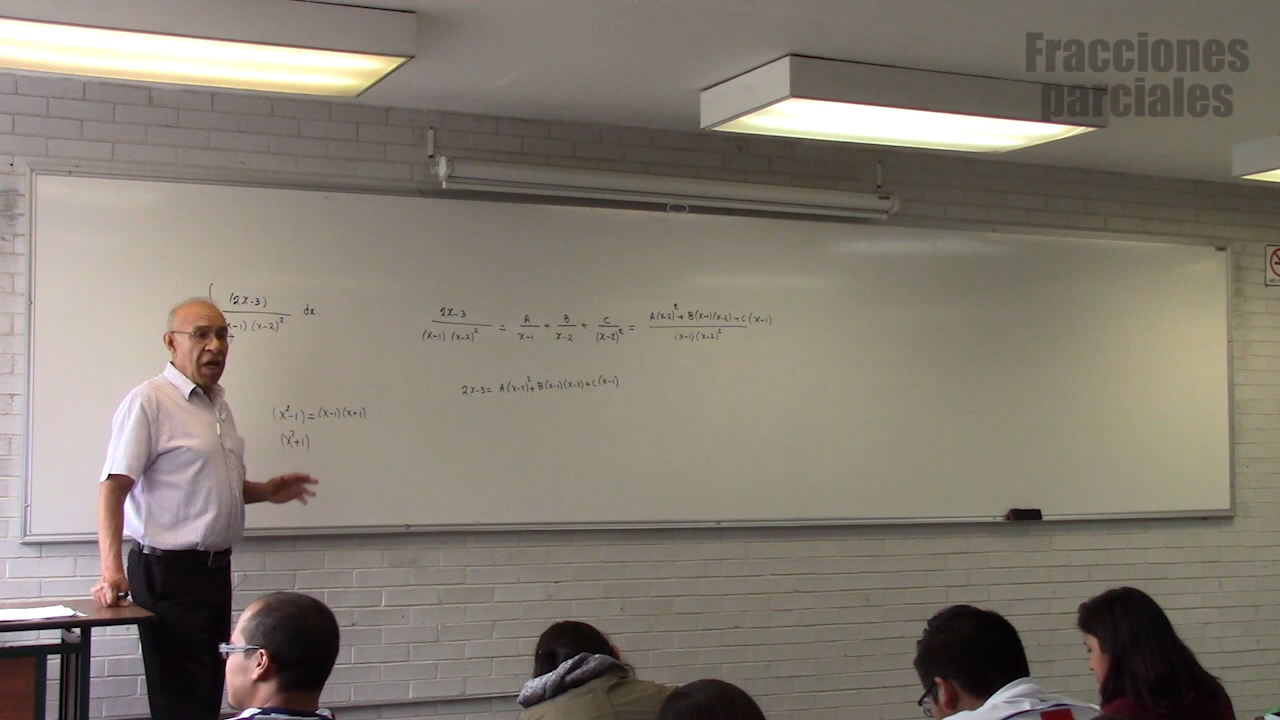 Fracciones
parciales
(2x-3)
x-1) (x-2)² dx
2x-3 / (x-1) (x-2)² = A / x-1 + B / x-2 + C / (x-2)² = A(x-2)² + B(x-1)(x-2) + C(x-1) / (x-1)(x-2)²
2x-3 = A(x-2)² + B(x-1)(x-2) + C(x-1)
(x²-1) = (x-1)(x+1)
(x²+1)